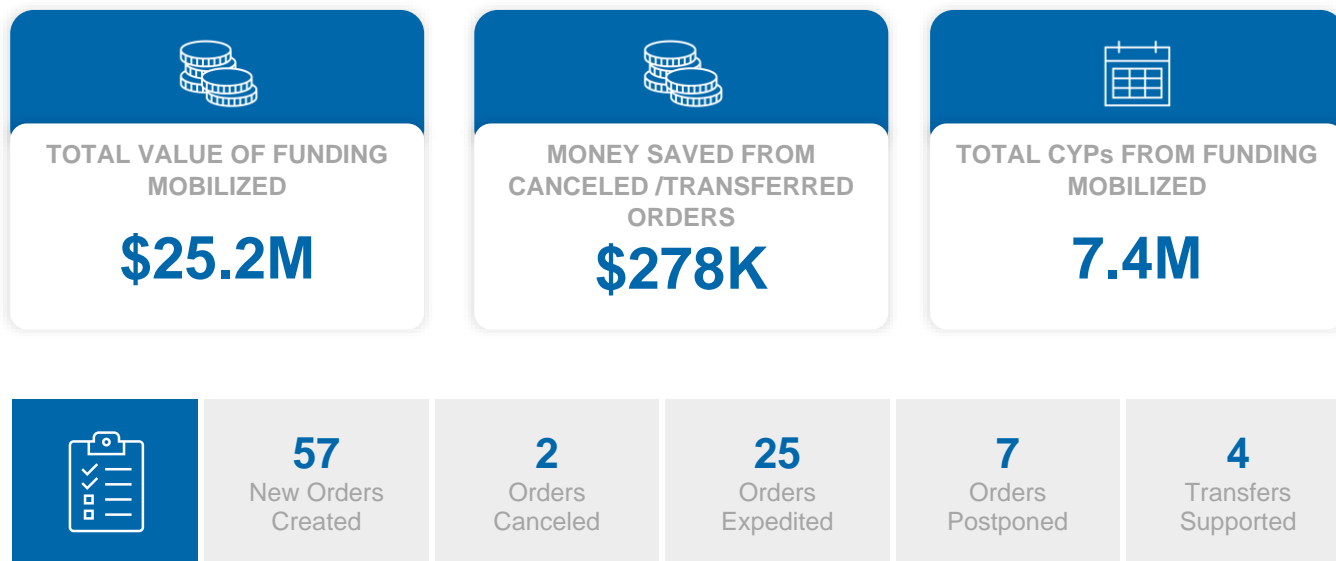 TOTAL VALUE OF FUNDING
MOBILIZED
$25.2M
MONEY SAVED FROM
CANCELED /TRANSFERRED
ORDERS
$278K
TOTAL CYPs FROM FUNDING
MOBILIZED
7.4M
57
New Orders
Created
2
Orders
Canceled
25
Orders
Expedited
7
Orders
Postponed
4
Transfers
Supported